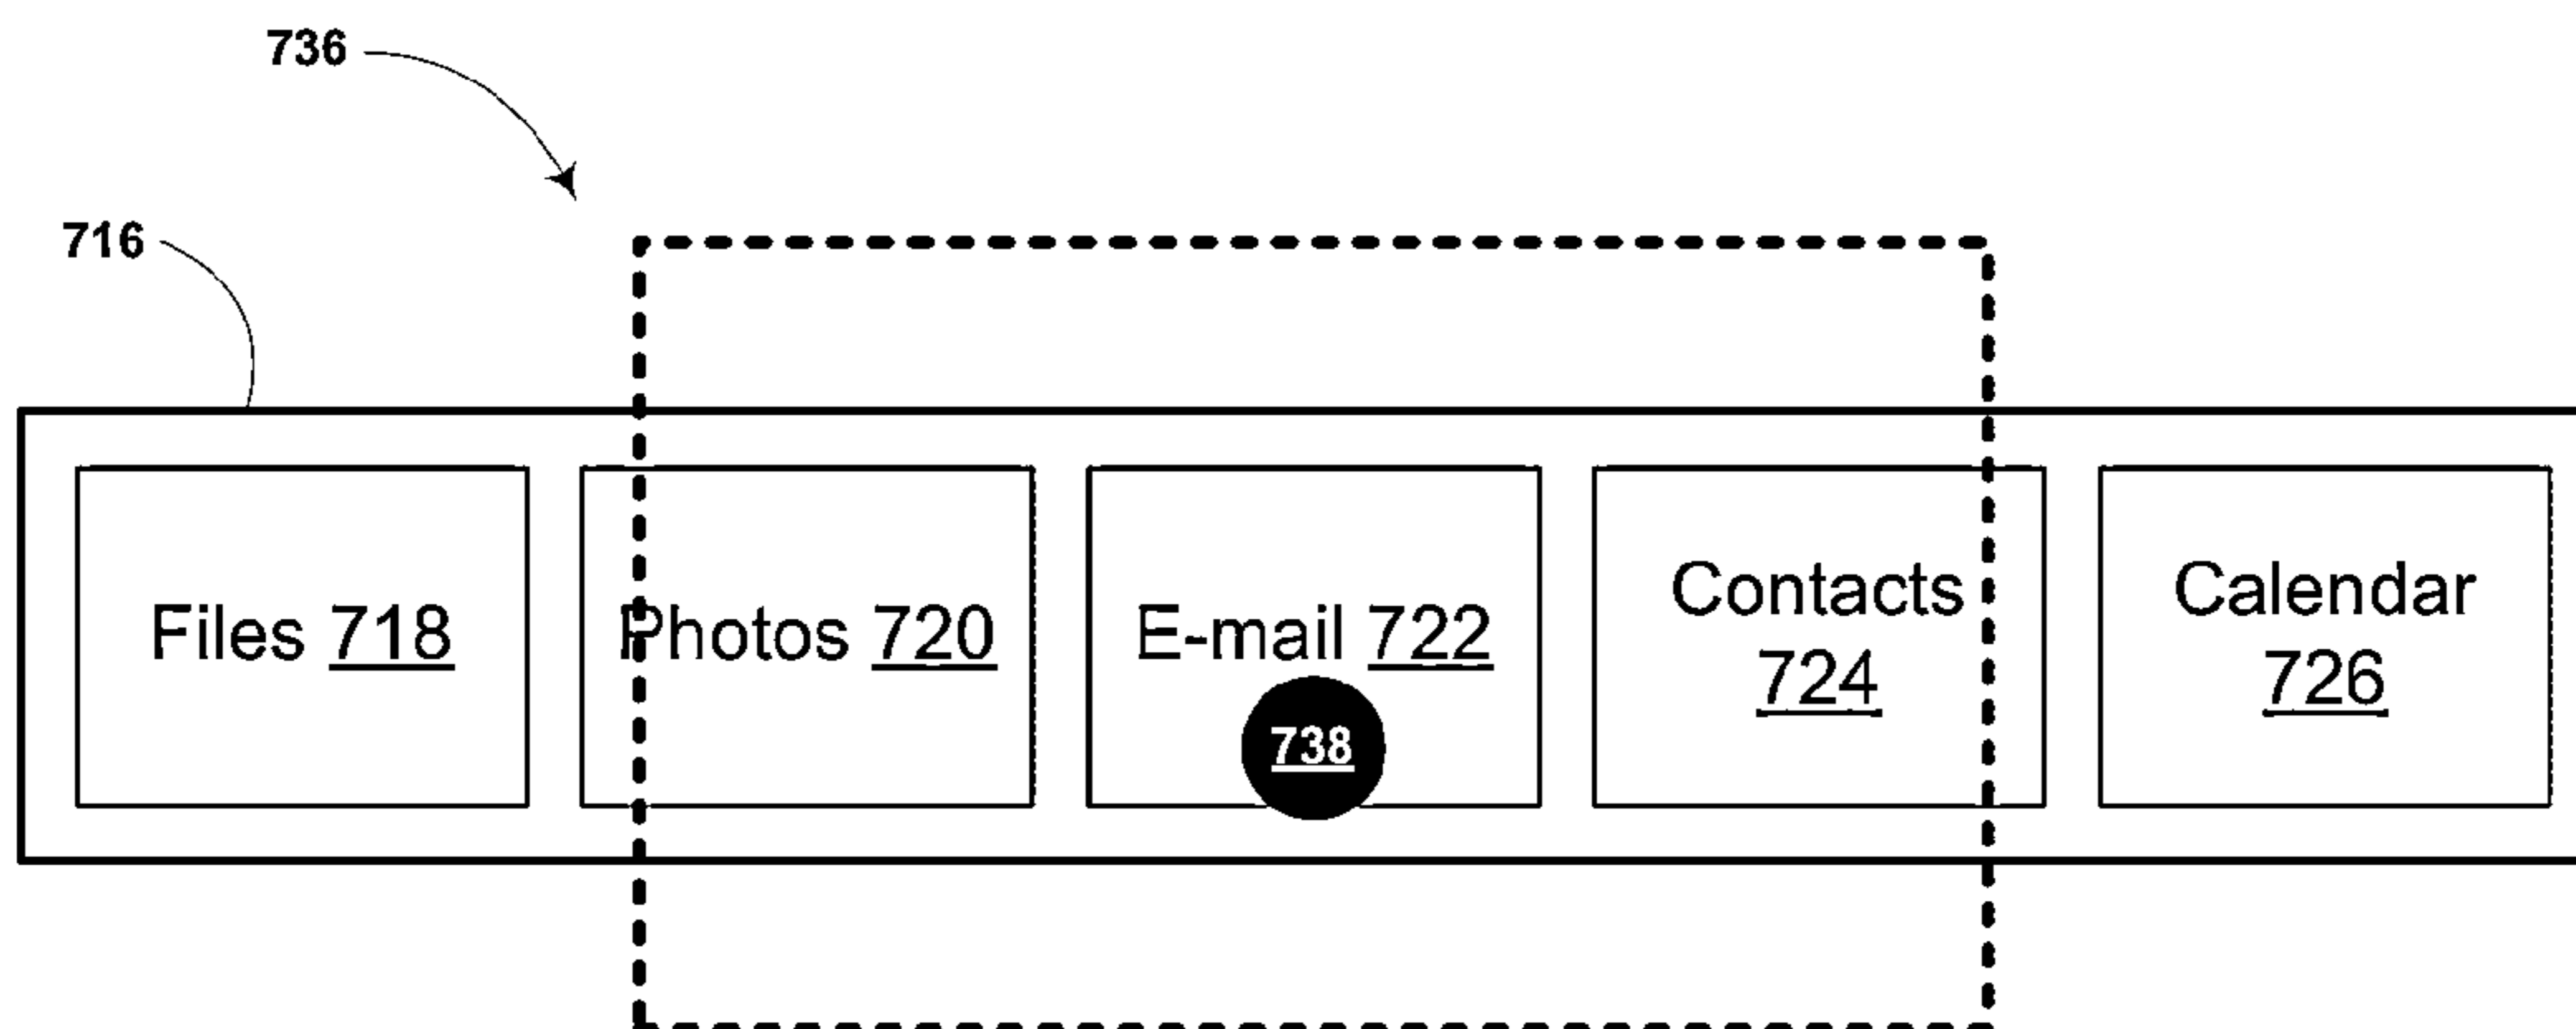 736
716
Files 718
Photos 720
E-mail 722
Contacts
724
Calendar
726
738